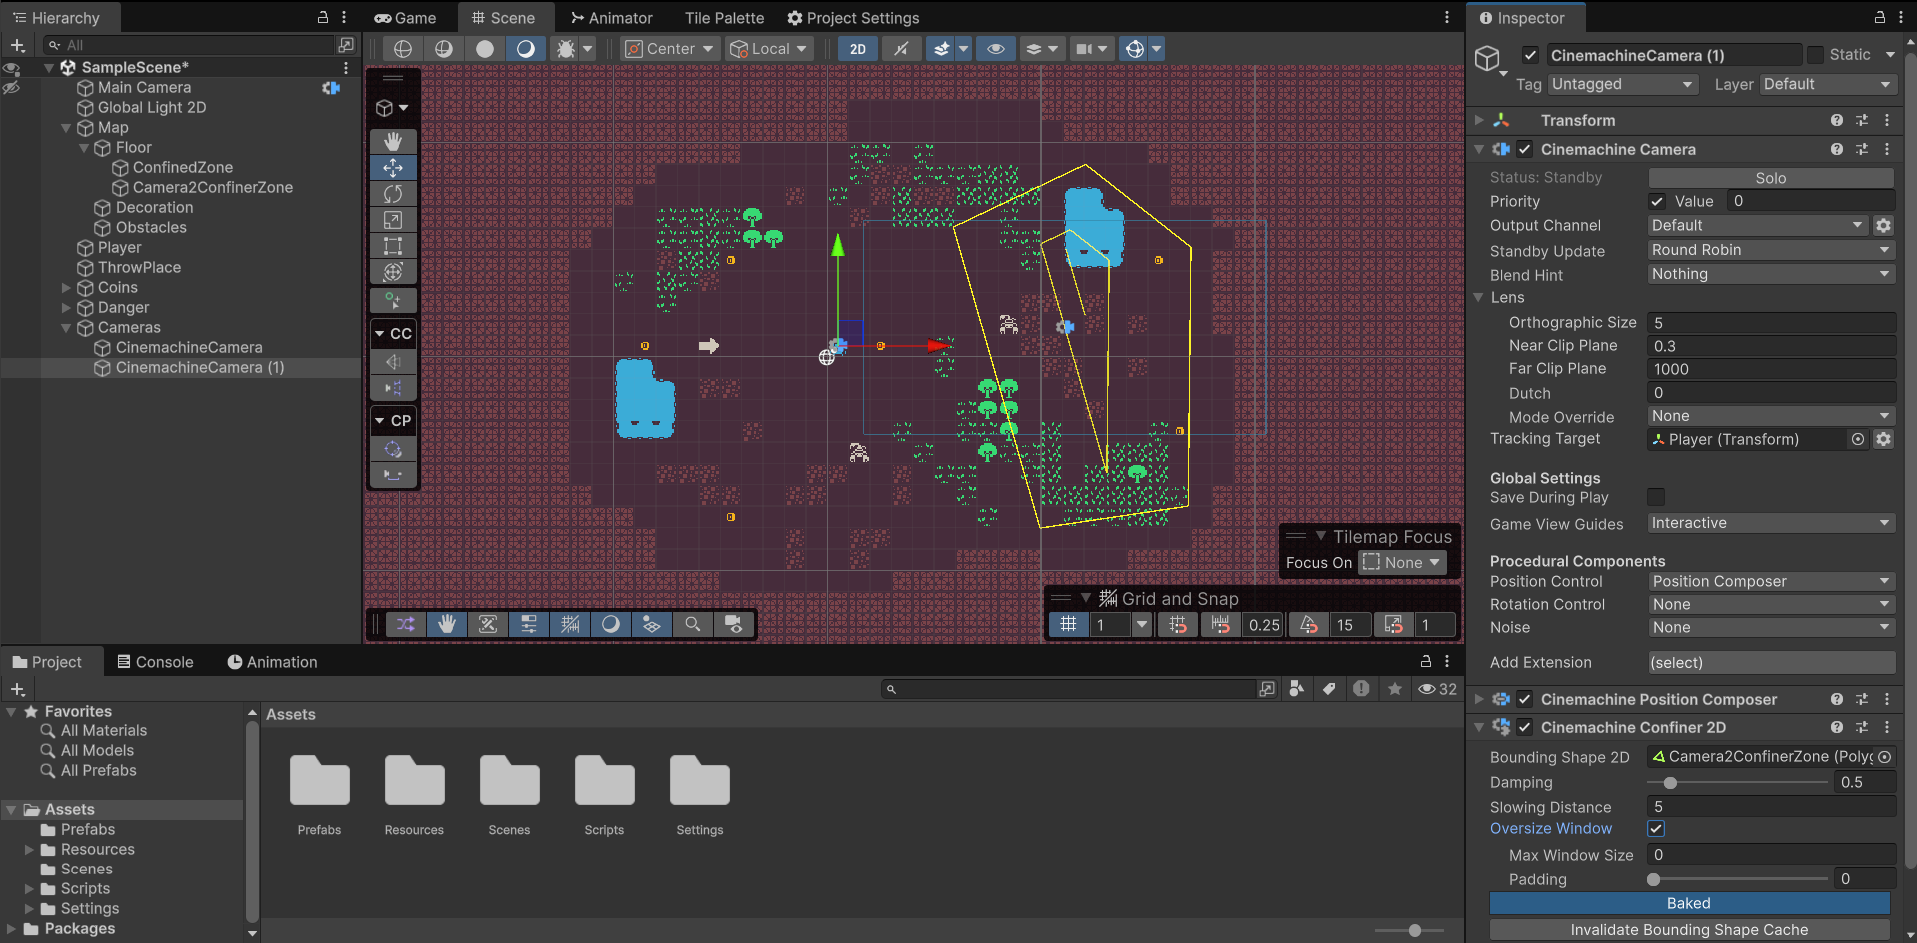 Hierarchy
All
SampleScene*
Main Camera
Global Light 2D
Map
Floor
ConfinedZone
Camera2ConfinerZone
Decoration
Obstacles
Player
ThrowPlace
Coins
Danger
Cameras
CinemachineCamera
CinemachineCamera (1)
Game
Scene
Animator
Tile Palette
Project Settings
Center
Local
2D
CC
CP
Tilemap Focus
Focus On
None
Grid and Snap
1
0.25
15
1
Inspector
CinemachineCamera (1)
Static
Tag
Untagged
Layer
Default
Transform
Cinemachine Camera
Status: Standby
Solo
Priority
Value
0
Output Channel
Default
Standby Update
Round Robin
Blend Hint
Nothing
Lens
Orthographic Size
5
Near Clip Plane
0.3
Far Clip Plane
1000
Dutch
0
Mode Override
None
Tracking Target
Player (Transform)
Global Settings
Save During Play
Game View Guides
Interactive
Procedural Components
Position Control
Position Composer
Rotation Control
None
Noise
None
Add Extension
(select)
Cinemachine Position Composer
Cinemachine Confiner 2D
Bounding Shape 2D
Camera2ConfinerZone (Polyg
Damping
0.5
Slowing Distance
5
Oversize Window
Max Window Size
0
Padding
0
Baked
Invalidate Bounding Shape Cache
Project
Console
Animation
32
Favorites
All Materials
All Models
All Prefabs
Assets
Prefabs
Resources
Scenes
Scripts
Settings
Packages
Assets
Prefabs
Resources
Scenes
Scripts
Settings